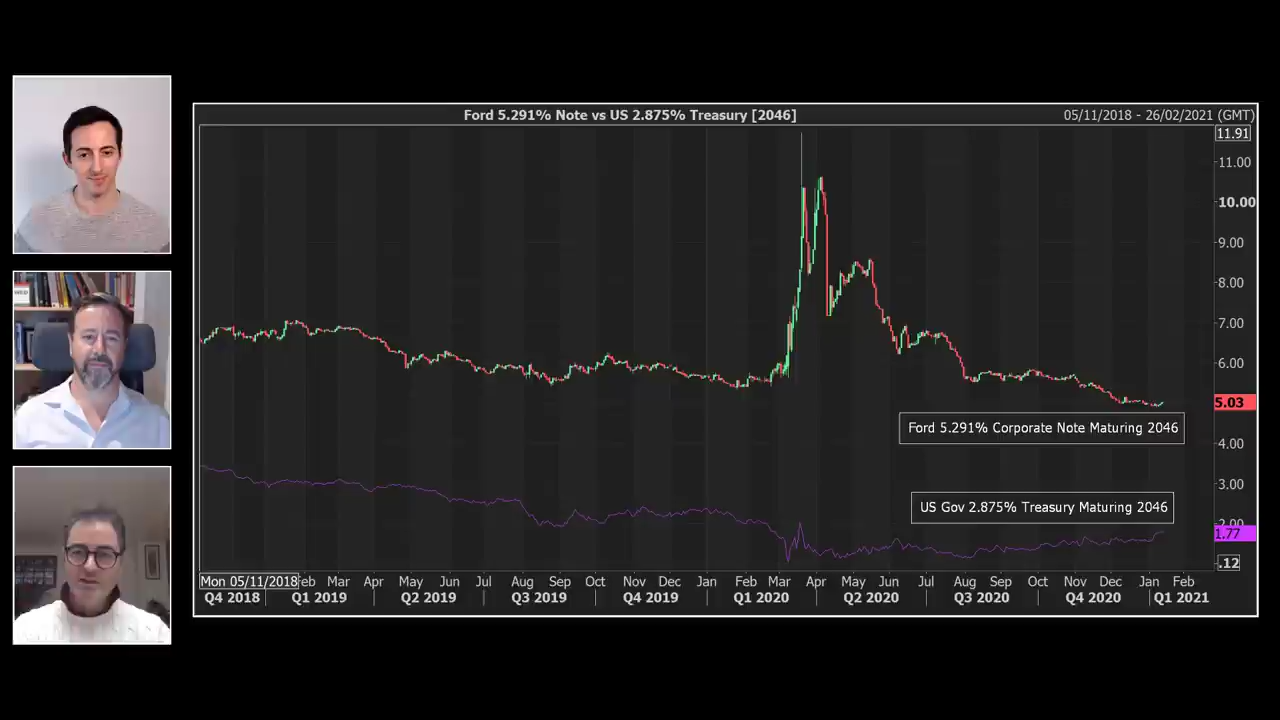 Ford 5.291% Note vs US 2.875% Treasury [2046]
05/11/2018 - 26/02/2021 (GMT)
11.91
11.00
10.00
9.00
8.00
7.00
6.00
5.03
Ford 5.291% Corporate Note Maturing 2046
4.00
3.00
US Gov 2.875% Treasury Maturing 2046
2.00
1.77
.12
Mon 05/11/2018 Feb Mar Apr May Jun Jul Aug Sep Oct Nov Dec Jan Feb Mar Apr May Jun Jul Aug Sep Oct Nov Dec Jan Feb
Q4 2018 Q1 2019 Q2 2019 Q3 2019 Q4 2019 Q1 2020 Q2 2020 Q3 2020 Q4 2020 Q1 2021